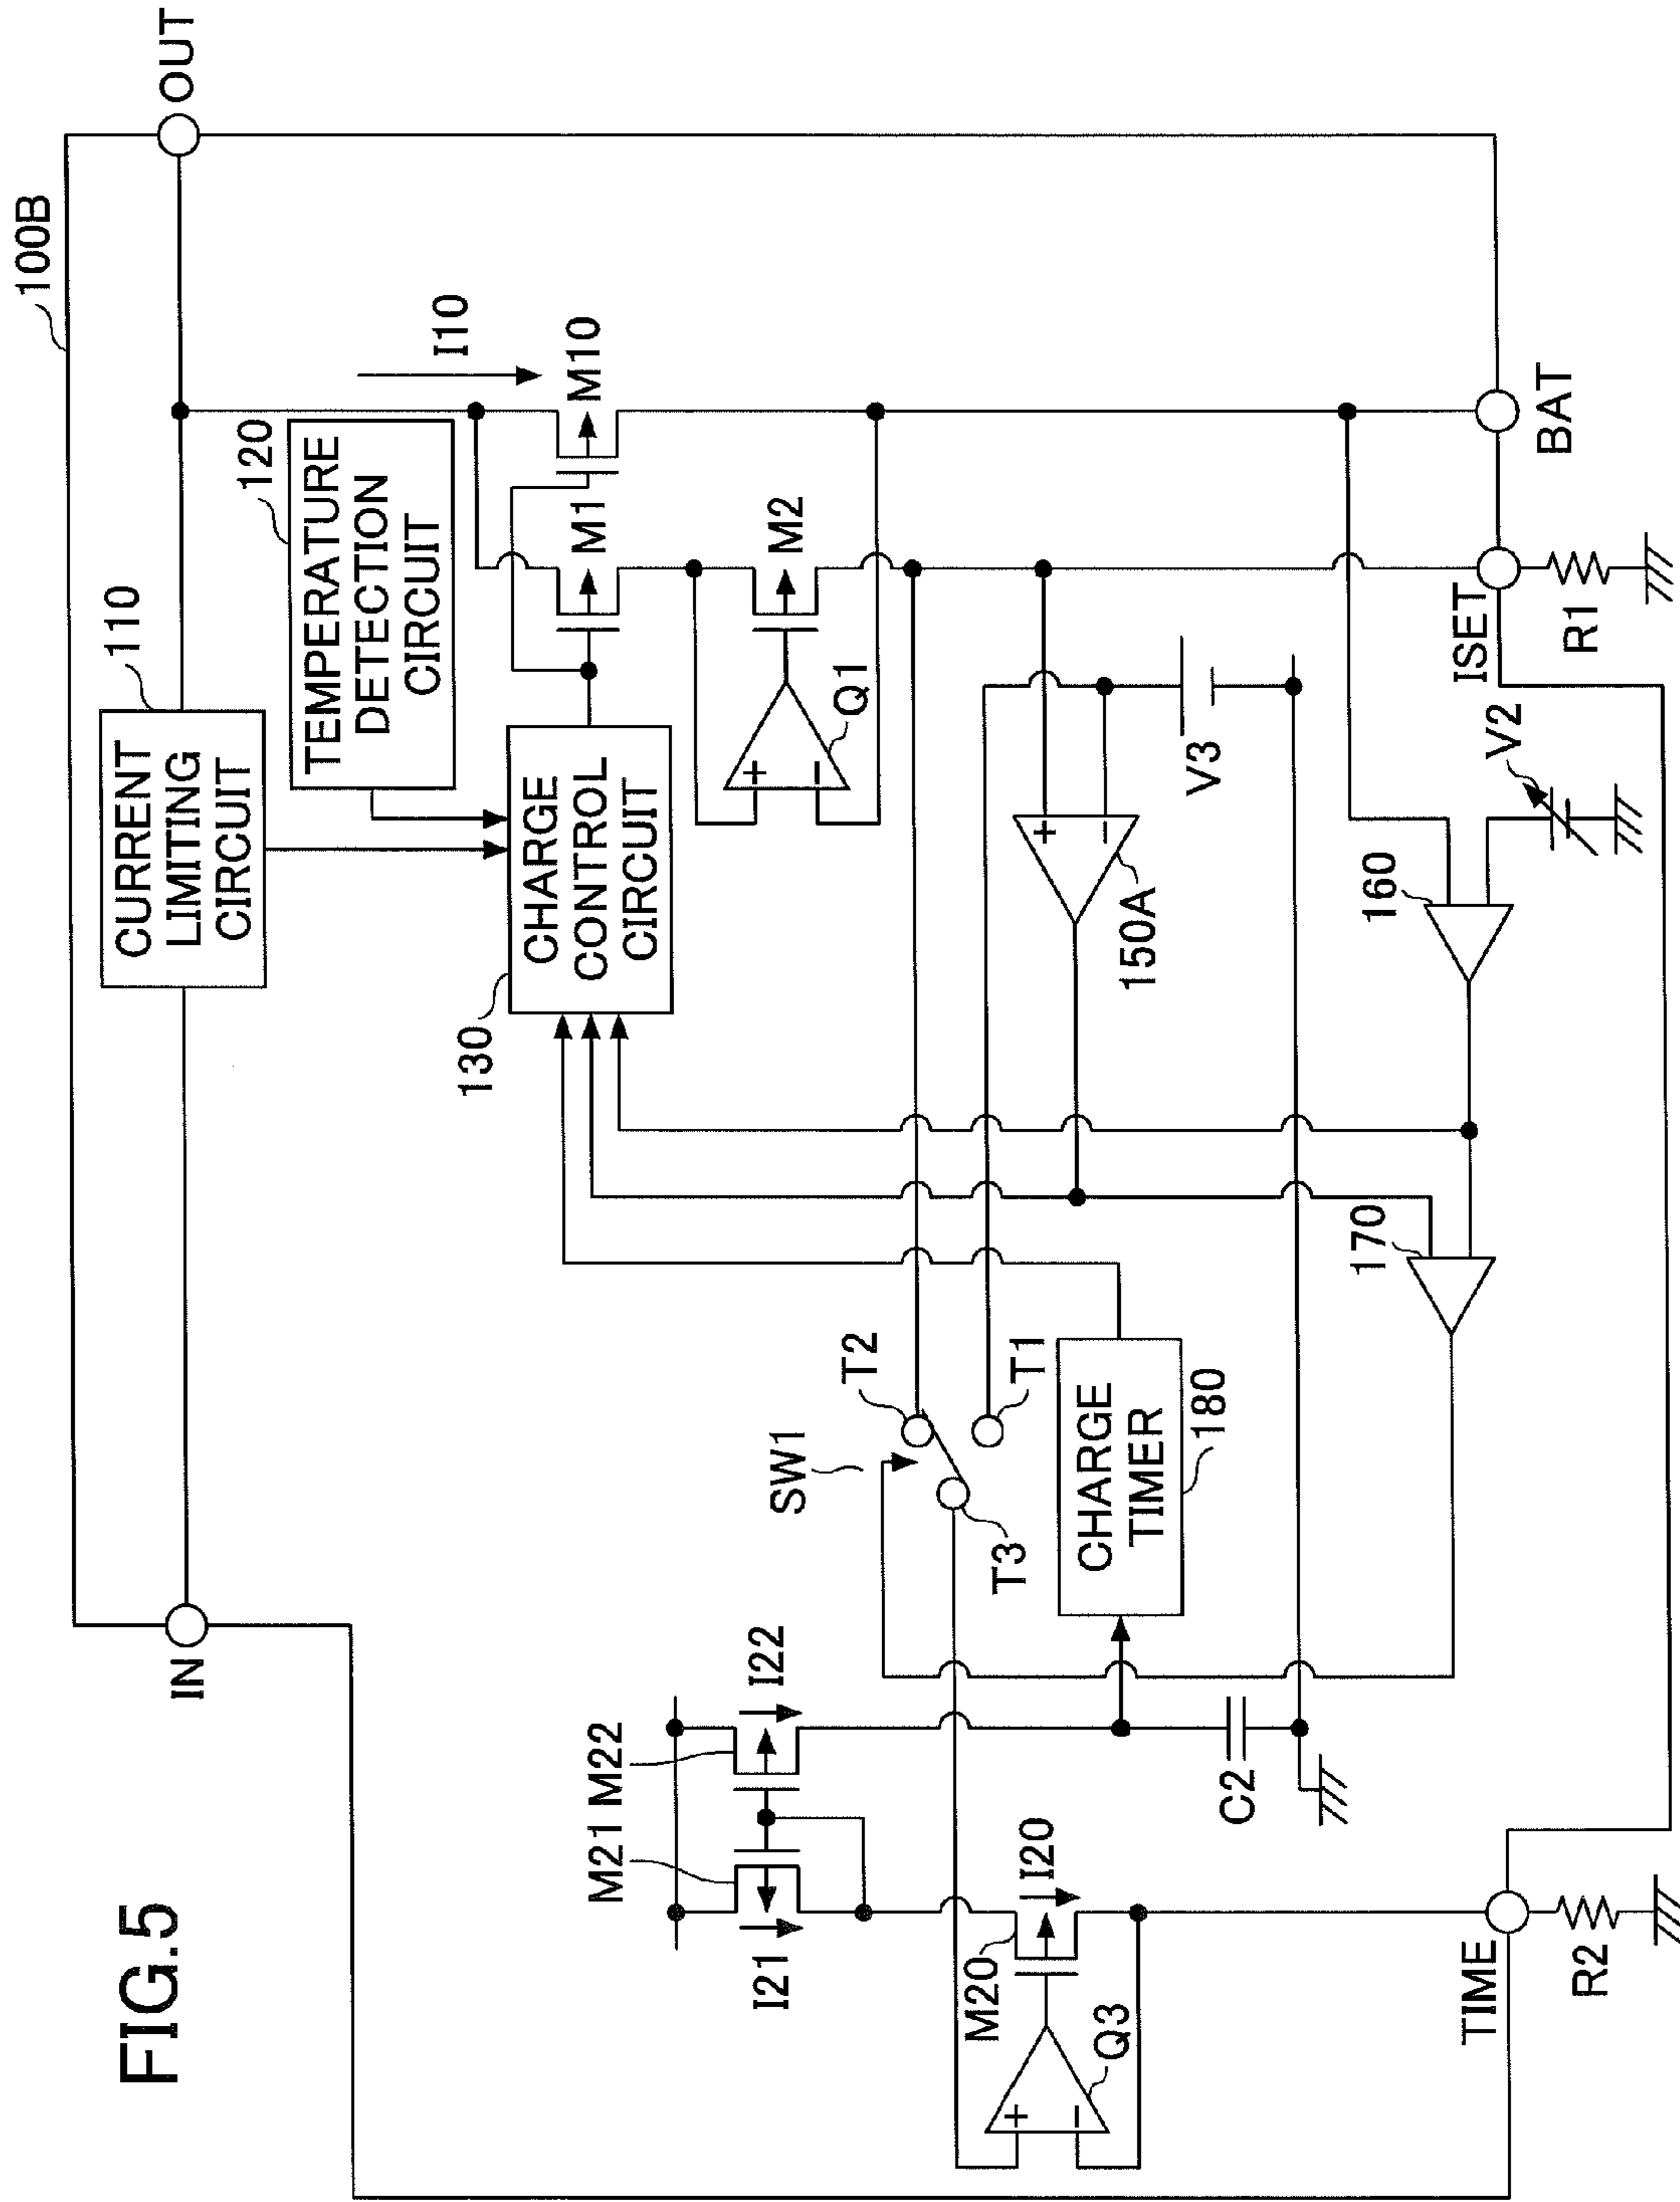 FIG.5
100B
IN
OUT
110
CURRENT
LIMITING
CIRCUIT
120
TEMPERATURE
DETECTION
CIRCUIT
I10
130
CHARGE
CONTROL
CIRCUIT
M1
M10
M2
+
-
Q1
M21
M22
I21
I22
SW1
T2
T3
T1
+
-
150A
V3
M20
I20
+
-
Q3
CHARGE
TIMER
180
C2
170
160
V2
TIME
R2
ISET
R1
BAT